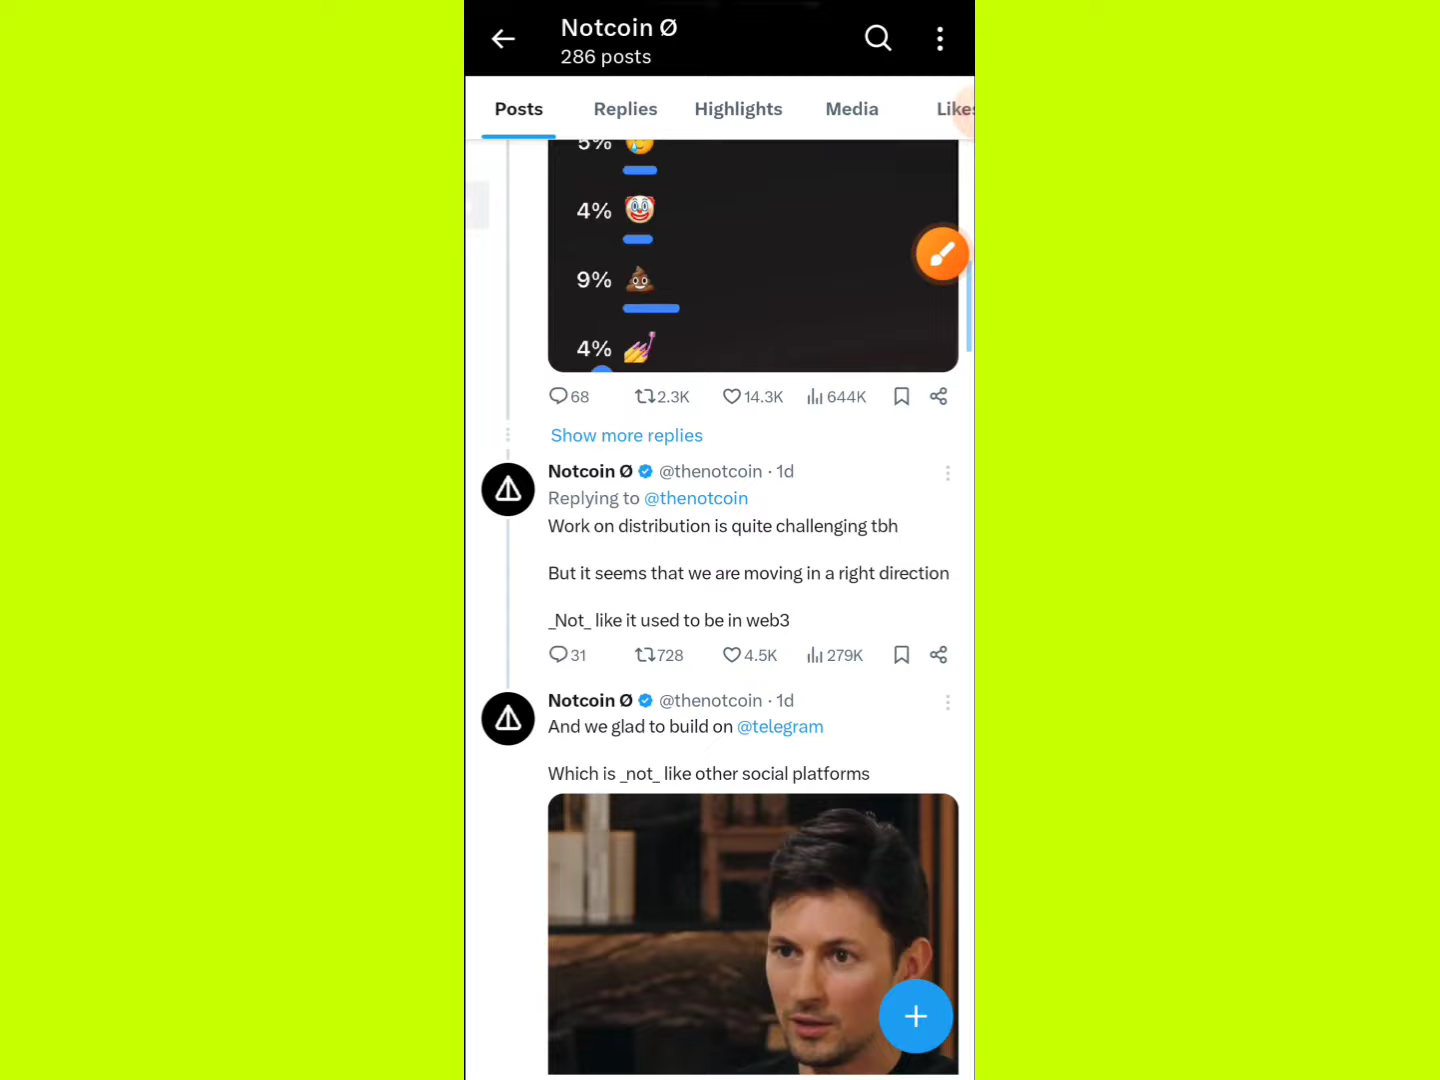 Notcoin Ø
286 posts
Posts Replies Highlights Media Likes
5%
4%
9%
4%
68 2.3K 14.3K 644K
Show more replies
Notcoin Ø @thenotcoin · 1d
Replying to @thenotcoin
Work on distribution is quite challenging tbh
But it seems that we are moving in a right direction
_Not_ like it used to be in web3
31 728 4.5K 279K
Notcoin Ø @thenotcoin · 1d
And we glad to build on @telegram
Which is _not_ like other social platforms